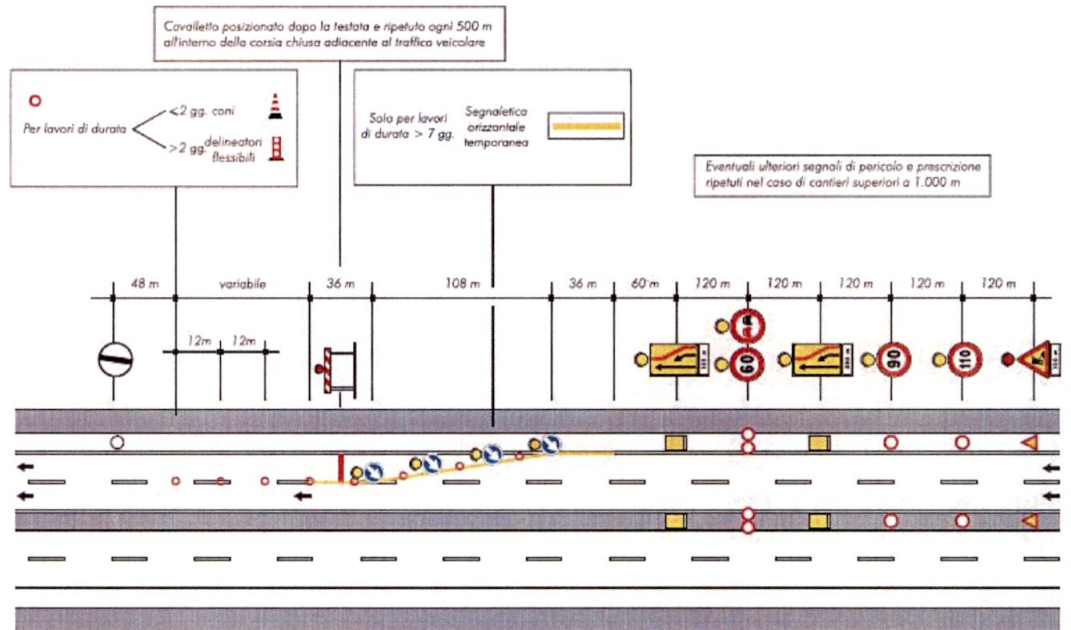 Cavalletto posizionato dopo la testata e ripetuto ogni 500 m
all'interno della corsia chiusa adiacente al traffico veicolare
Per lavori di durata
<2 gg. coni
>2 gg. delineatori
flessibili
Solo per lavori
di durata > 7 gg.
Segnaletica
orizzontale
temporanea
Eventuali ulteriori segnali di pericolo e prescrizione
ripetuti nel caso di cantieri superiori a 1.000 m
48 m variabile 36 m 108 m 36 m 60 m 120 m 120 m 120 m 120 m 120 m
12m 12m
60 90 110